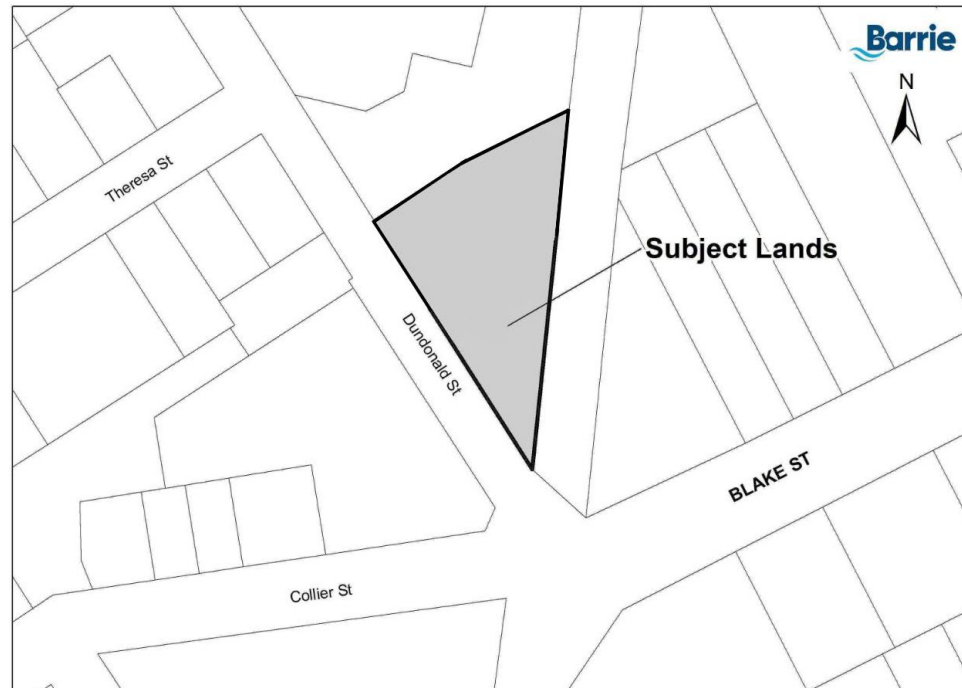 Barrie
N
Theresa St
Subject Lands
Dundonald St
BLAKE ST
Collier St